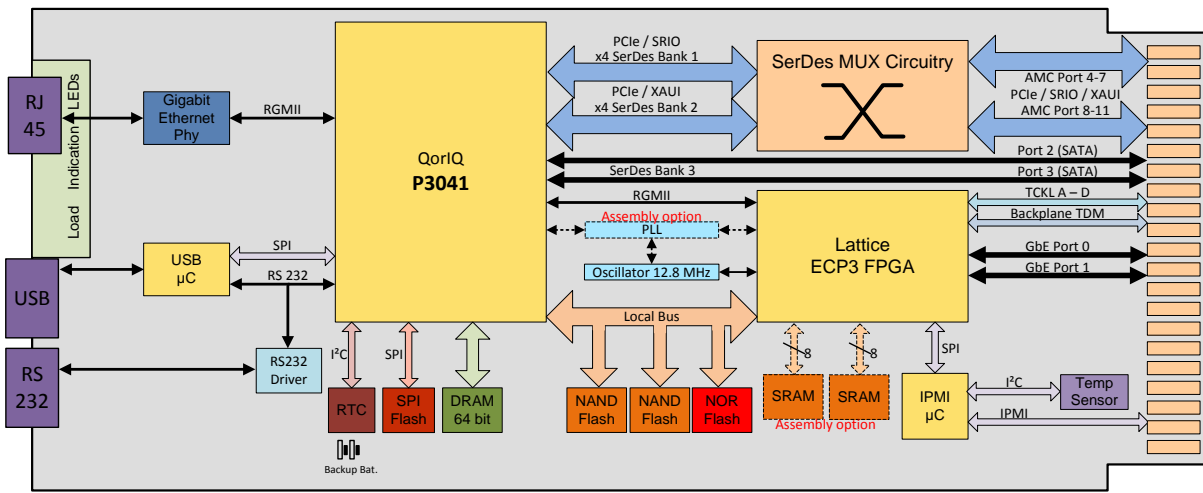 RJ
45
Load Indication LEDs
Gigabit
Ethernet
Phy
RGMII
QorIQ
P3041
PCIe / SRIO
x4 SerDes Bank 1
PCIe / XAUI
x4 SerDes Bank 2
SerDes MUX Circuitry
AMC Port 4-7
PCIe / SRIO / XAUI
AMC Port 8-11
Port 2 (SATA)
SerDes Bank 3
Port 3 (SATA)
RGMII
Assembly option
PLL
Oscillator 12.8 MHz
Lattice
ECP3 FPGA
TCKL A – D
Backplane TDM
GbE Port 0
GbE Port 1
USB
USB
µC
SPI
RS 232
RS
232
RS232
Driver
I²C
SPI
Local Bus
8
8
SPI
RTC
SPI
Flash
DRAM
64 bit
NAND
Flash
NAND
Flash
NOR
Flash
SRAM
SRAM
Assembly option
IPMI
µC
I²C
Temp
Sensor
IPMI
Backup Bat.